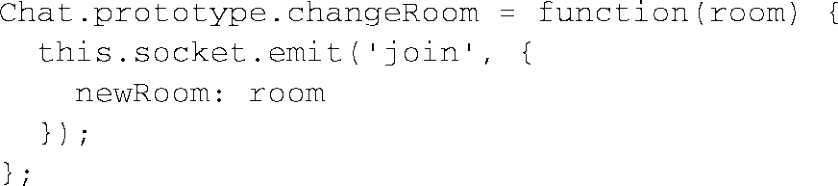 Chat.prototype.changeRoom = function(room) {
  this.socket.emit('join', {
    newRoom: room
  });
};